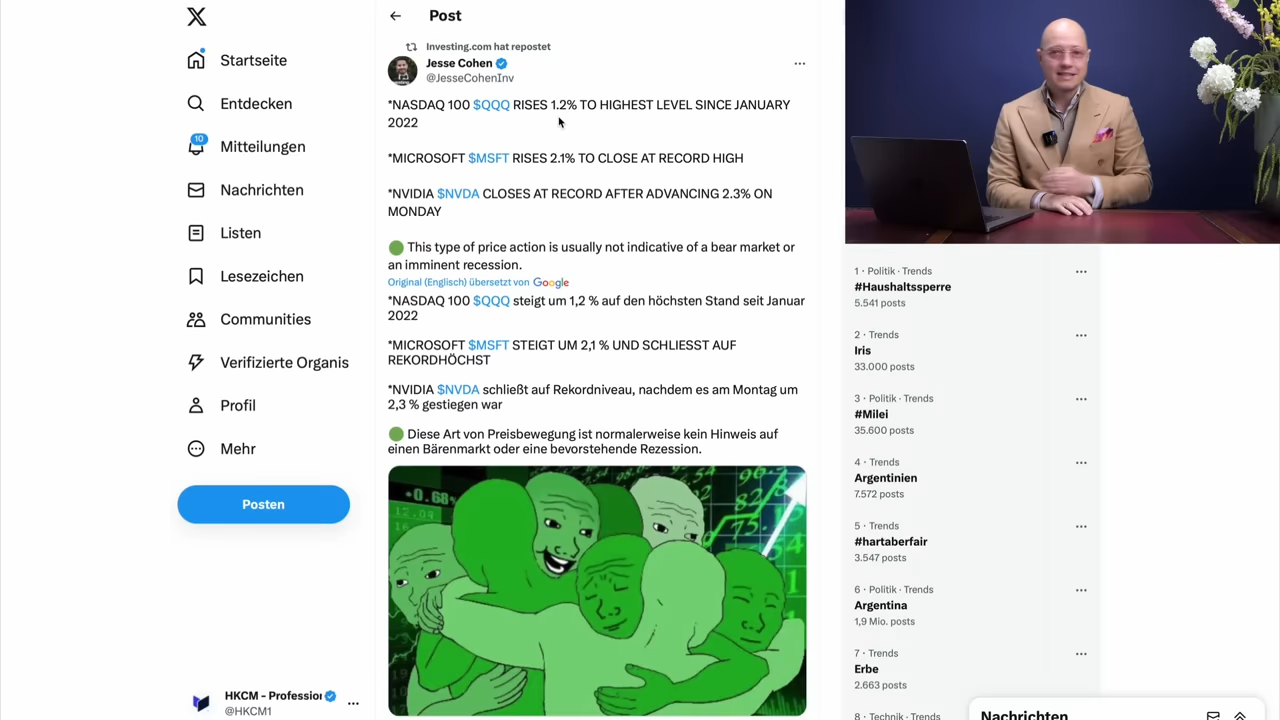 Startseite
Entdecken
10
Mitteilungen
Nachrichten
Listen
Lesezeichen
Communities
Verifizierte Organis
Profil
Mehr
Posten
HKCM - Profession
@HKCM1
Post
Investing.com hat repostet
Jesse Cohen
@JesseCohenInv
*NASDAQ 100 $QQQ RISES 1.2% TO HIGHEST LEVEL SINCE JANUARY
2022
*MICROSOFT $MSFT RISES 2.1% TO CLOSE AT RECORD HIGH
*NVIDIA $NVDA CLOSES AT RECORD AFTER ADVANCING 2.3% ON
MONDAY
🟢 This type of price action is usually not indicative of a bear market or
an imminent recession.
Original (Englisch) übersetzt von Google
*NASDAQ 100 $QQQ steigt um 1,2 % auf den höchsten Stand seit Januar
2022
*MICROSOFT $MSFT STEIGT UM 2,1 % UND SCHLIESST AUF
REKORDHÖCHST
*NVIDIA $NVDA schließt auf Rekordniveau, nachdem es am Montag um
2,3 % gestiegen war
🟢 Diese Art von Preisbewegung ist normalerweise kein Hinweis auf
einen Bärenmarkt oder eine bevorstehende Rezession.
+0.68
12.04
1 · Politik · Trends
#Haushaltssperre
5.541 posts
2 · Trends
Iris
33.000 posts
3 · Politik · Trends
#Milei
35.600 posts
4 · Trends
Argentinien
7.572 posts
5 · Trends
#hartaberfair
3.547 posts
6 · Politik · Trends
Argentina
1,9 Mio. posts
7 · Trends
Erbe
2.663 posts
8 · Technik · Trends
Nachrichten